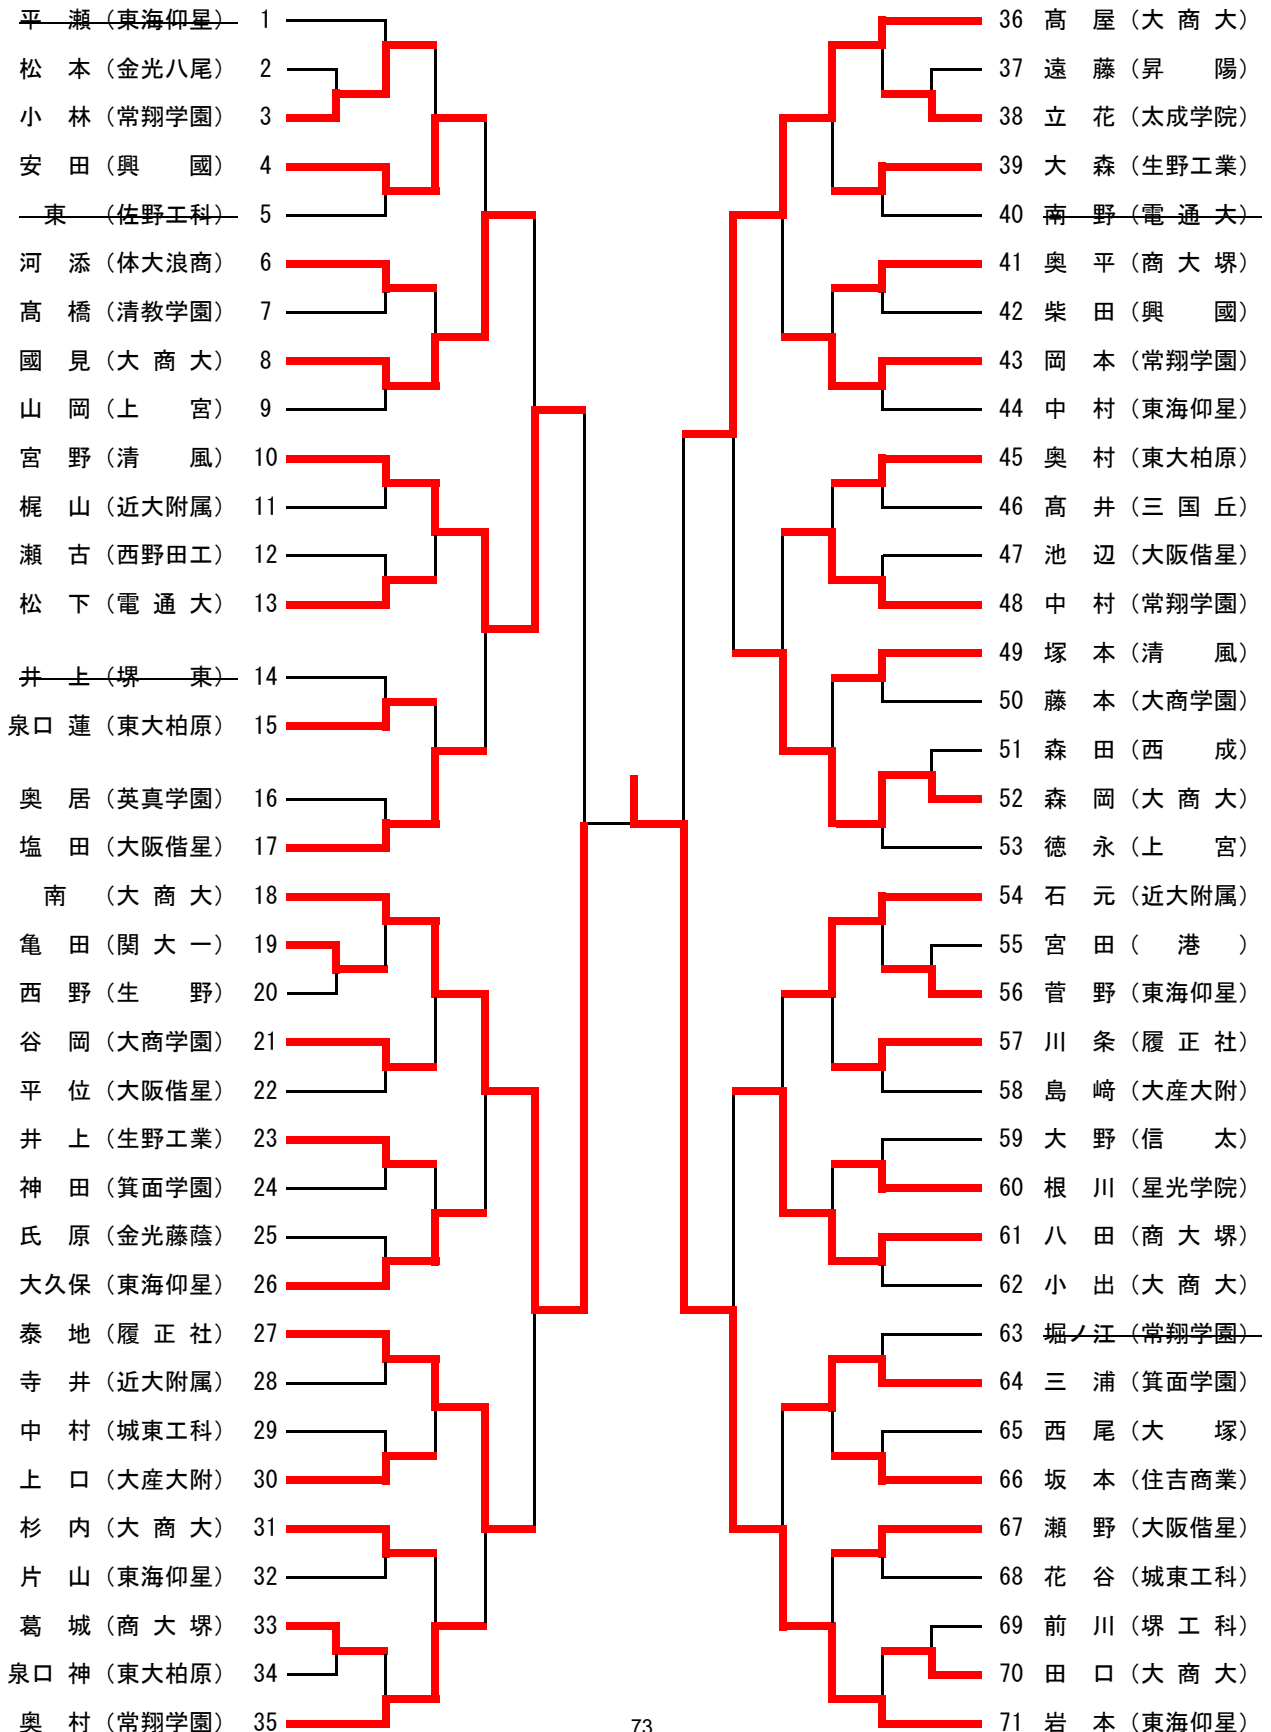 平　瀬（東海仰星） 1
松　本（金光八尾） 2
小　林（常翔学園） 3
安　田（興　　國） 4
東　（佐野工科） 5
河　添（体大浪商） 6
髙　橋（清教学園） 7
國　見（大 商 大） 8
山　岡（上　　宮） 9
宮　野（清　　風） 10
梶　山（近大附属） 11
瀬　古（西野田工） 12
松　下（電 通 大） 13
井　上（堺　　東） 14
泉口 蓮（東大柏原） 15
奥　居（英真学園） 16
塩　田（大阪偕星） 17
南　（大 商 大） 18
亀　田（関 大 一） 19
西　野（生　　野） 20
谷　岡（大商学園） 21
平　位（大阪偕星） 22
井　上（生野工業） 23
神　田（箕面学園） 24
氏　原（金光藤蔭） 25
大久保（東海仰星） 26
泰　地（履 正 社） 27
寺　井（近大附属） 28
中　村（城東工科） 29
上　口（大産大附） 30
杉　内（大 商 大） 31
片　山（東海仰星） 32
葛　城（商 大 堺） 33
泉口 神（東大柏原） 34
奥　村（常翔学園） 35
36 髙　屋（大 商 大）
37 遠　藤（昇　　陽）
38 立　花（太成学院）
39 大　森（生野工業）
40 南　野（電 通 大）
41 奥　平（商 大 堺）
42 柴　田（興　　國）
43 岡　本（常翔学園）
44 中　村（東海仰星）
45 奥　村（東大柏原）
46 髙　井（三 国 丘）
47 池　辺（大阪偕星）
48 中　村（常翔学園）
49 塚　本（清　　風）
50 藤　本（大商学園）
51 森　田（西　　成）
52 森　岡（大 商 大）
53 徳　永（上　　宮）
54 石　元（近大附属）
55 宮　田（　港　）
56 菅　野（東海仰星）
57 川　条（履 正 社）
58 島　﨑（大産大附）
59 大　野（信　　太）
60 根　川（星光学院）
61 八　田（商 大 堺）
62 小　出（大 商 大）
63 堀ノ江（常翔学園）
64 三　浦（箕面学園）
65 西　尾（大　　塚）
66 坂　本（住吉商業）
67 瀬　野（大阪偕星）
68 花　谷（城東工科）
69 前　川（堺 工 科）
70 田　口（大 商 大）
71 岩　本（東海仰星）
73